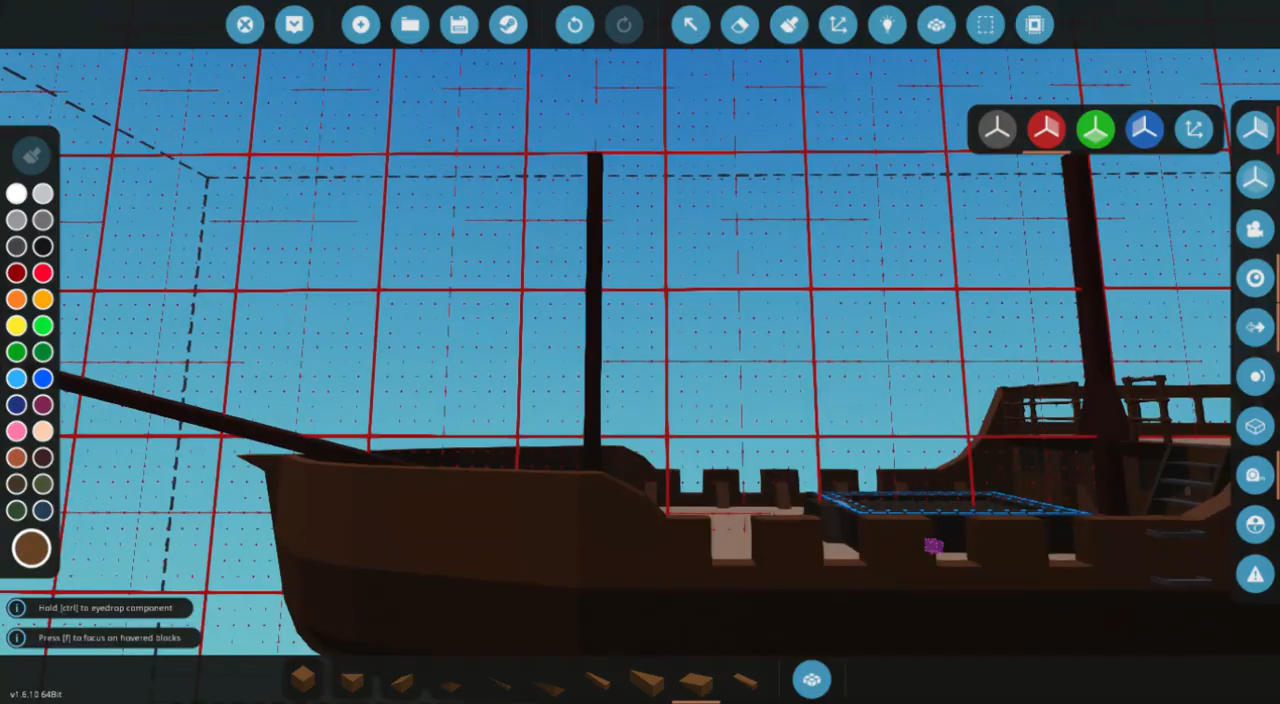 Hold [ctrl] to eyedrop component
Press [f] to focus on hovered blocks
v1.6.10 64Bit